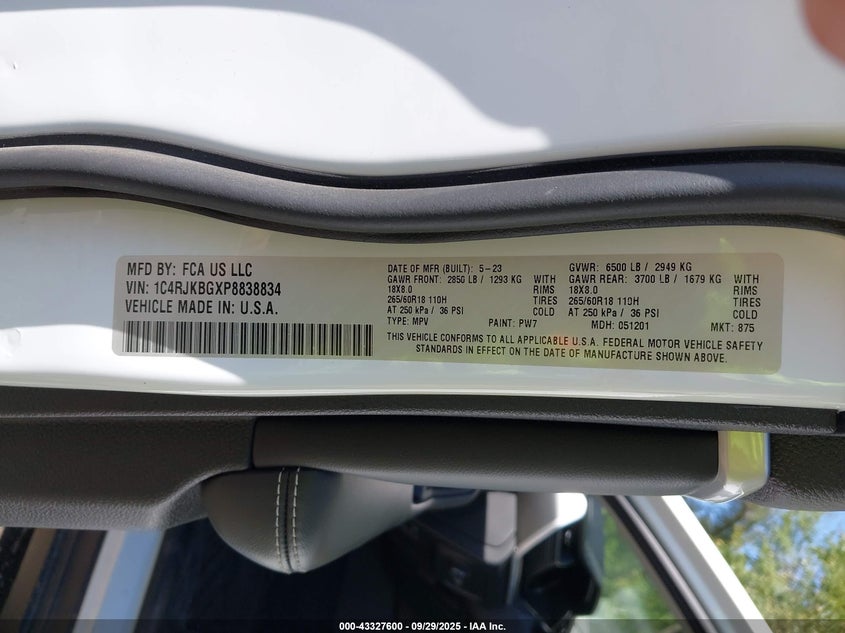 MFD BY: FCA US LLC
VIN: 1C4RJKBGXP8838834
VEHICLE MADE IN: U.S.A.
DATE OF MFR (BUILT): 5-23
GAWR FRONT: 2850 LB / 1293 KG WITH
18X8.0 RIMS
265/60R18 110H TIRES
AT 250 kPa / 36 PSI COLD
TYPE: MPV PAINT: PW7
GVWR: 6500 LB / 2949 KG
GAWR REAR: 3700 LB / 1679 KG WITH
18X8.0 RIMS
265/60R18 110H TIRES
AT 250 kPa / 36 PSI COLD
MDH: 051201 MKT: 875
THIS VEHICLE CONFORMS TO ALL APPLICABLE U.S.A. FEDERAL MOTOR VEHICLE SAFETY
STANDARDS IN EFFECT ON THE DATE OF MANUFACTURE SHOWN ABOVE.
000-43327600 - 09/29/2025 - IAA Inc.